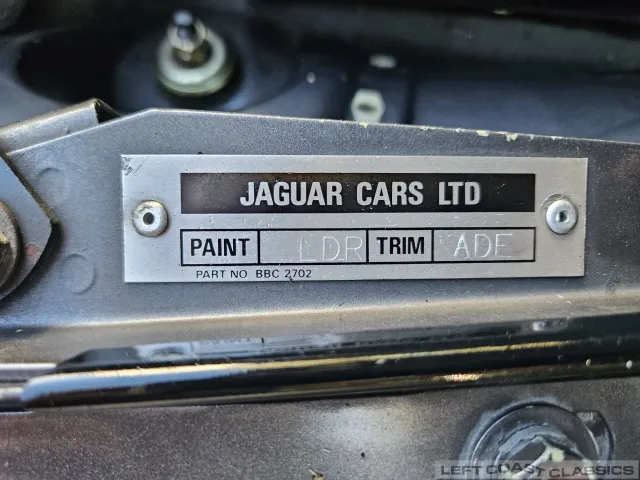 JAGUAR CARS LTD
PAINT LDR TRIM ADE
PART NO BBC 2702
LEFT COAST CLASSICS